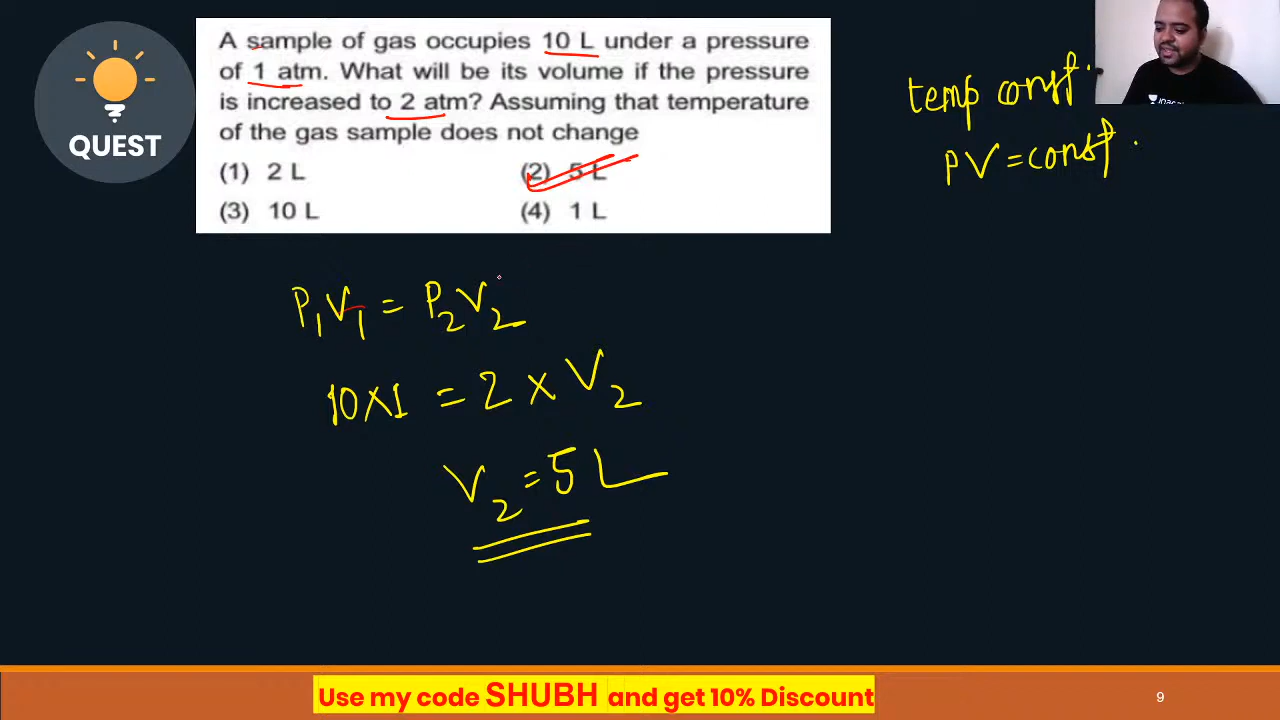 A sample of gas occupies 10 L under a pressure
of 1 atm. What will be its volume if the pressure
is increased to 2 atm? Assuming that temperature
of the gas sample does not change
(1) 2 L
(2) 5 L
(3) 10 L
(4) 1 L
QUEST
temp const.
PV = const.
P₁V₁ = P₂V₂
10 × 1 = 2 × V₂
V₂ = 5 L
Use my code SHUBH and get 10% Discount
9